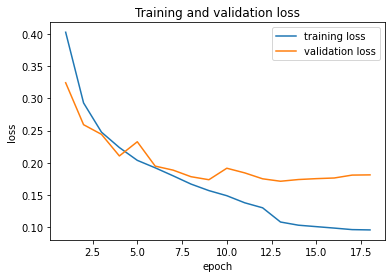 Training and validation loss
training loss
validation loss
loss
0.40
0.35
0.30
0.25
0.20
0.15
0.10
2.5 5.0 7.5 10.0 12.5 15.0 17.5
epoch